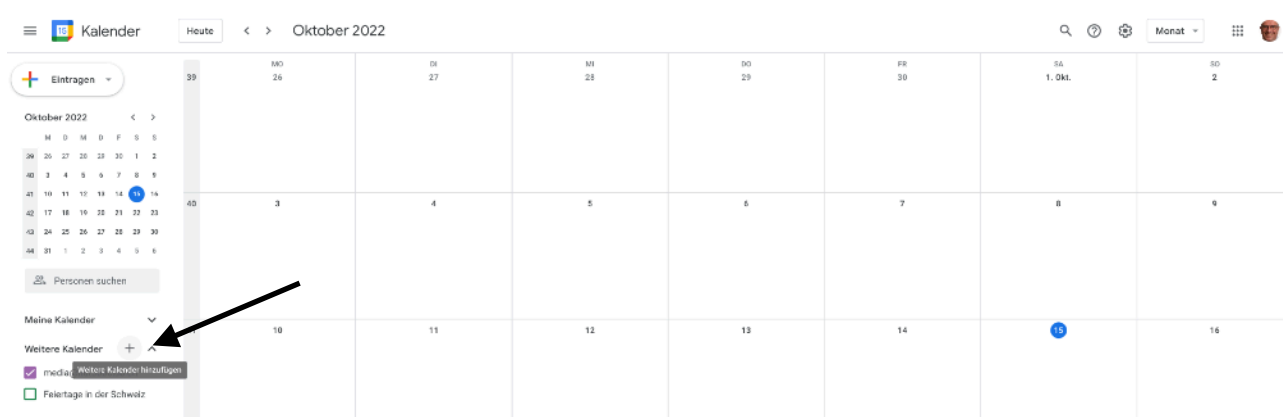 15 Kalender Heute Oktober 2022 Monat
Eintragen
39 MO 26 DI 27 MI 28 DO 29 FR 30 SA 1. Okt. SO 2
Oktober 2022
M D M D F S S
39 26 27 28 29 30 1 2
40 3 4 5 6 7 8 9
41 10 11 12 13 14 15 16
42 17 18 19 20 21 22 23
43 24 25 26 27 28 29 30
44 31 1 2 3 4 5 6
40 3 4 5 6 7 8 9
Personen suchen
Meine Kalender
10 11 12 13 14 15 16
Weitere Kalender
Weitere Kalender hinzufügen
Feiertage in der Schweiz